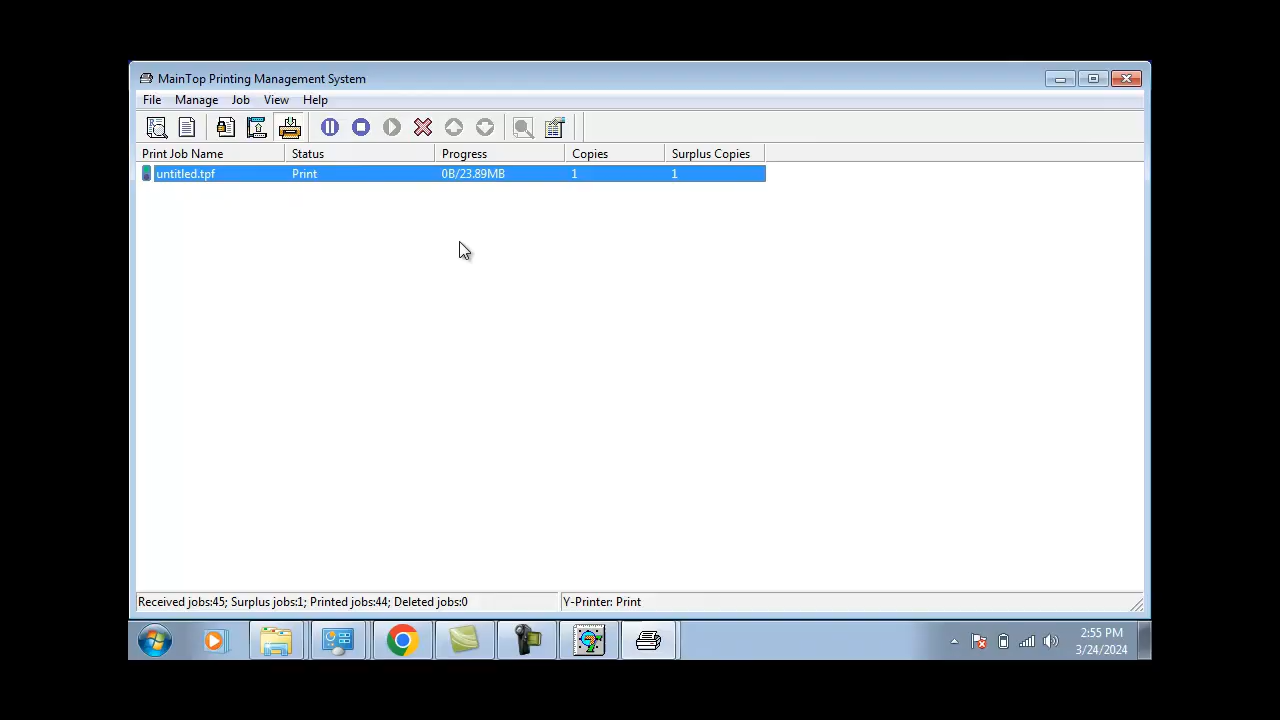 MainTop Printing Management System
File Manage Job View Help
Print Job Name Status Progress Copies Surplus Copies
untitled.tpf Print 0B/23.89MB 1 1
Received jobs:45; Surplus jobs:1; Printed jobs:44; Deleted jobs:0 Y-Printer: Print
2:55 PM
3/24/2024